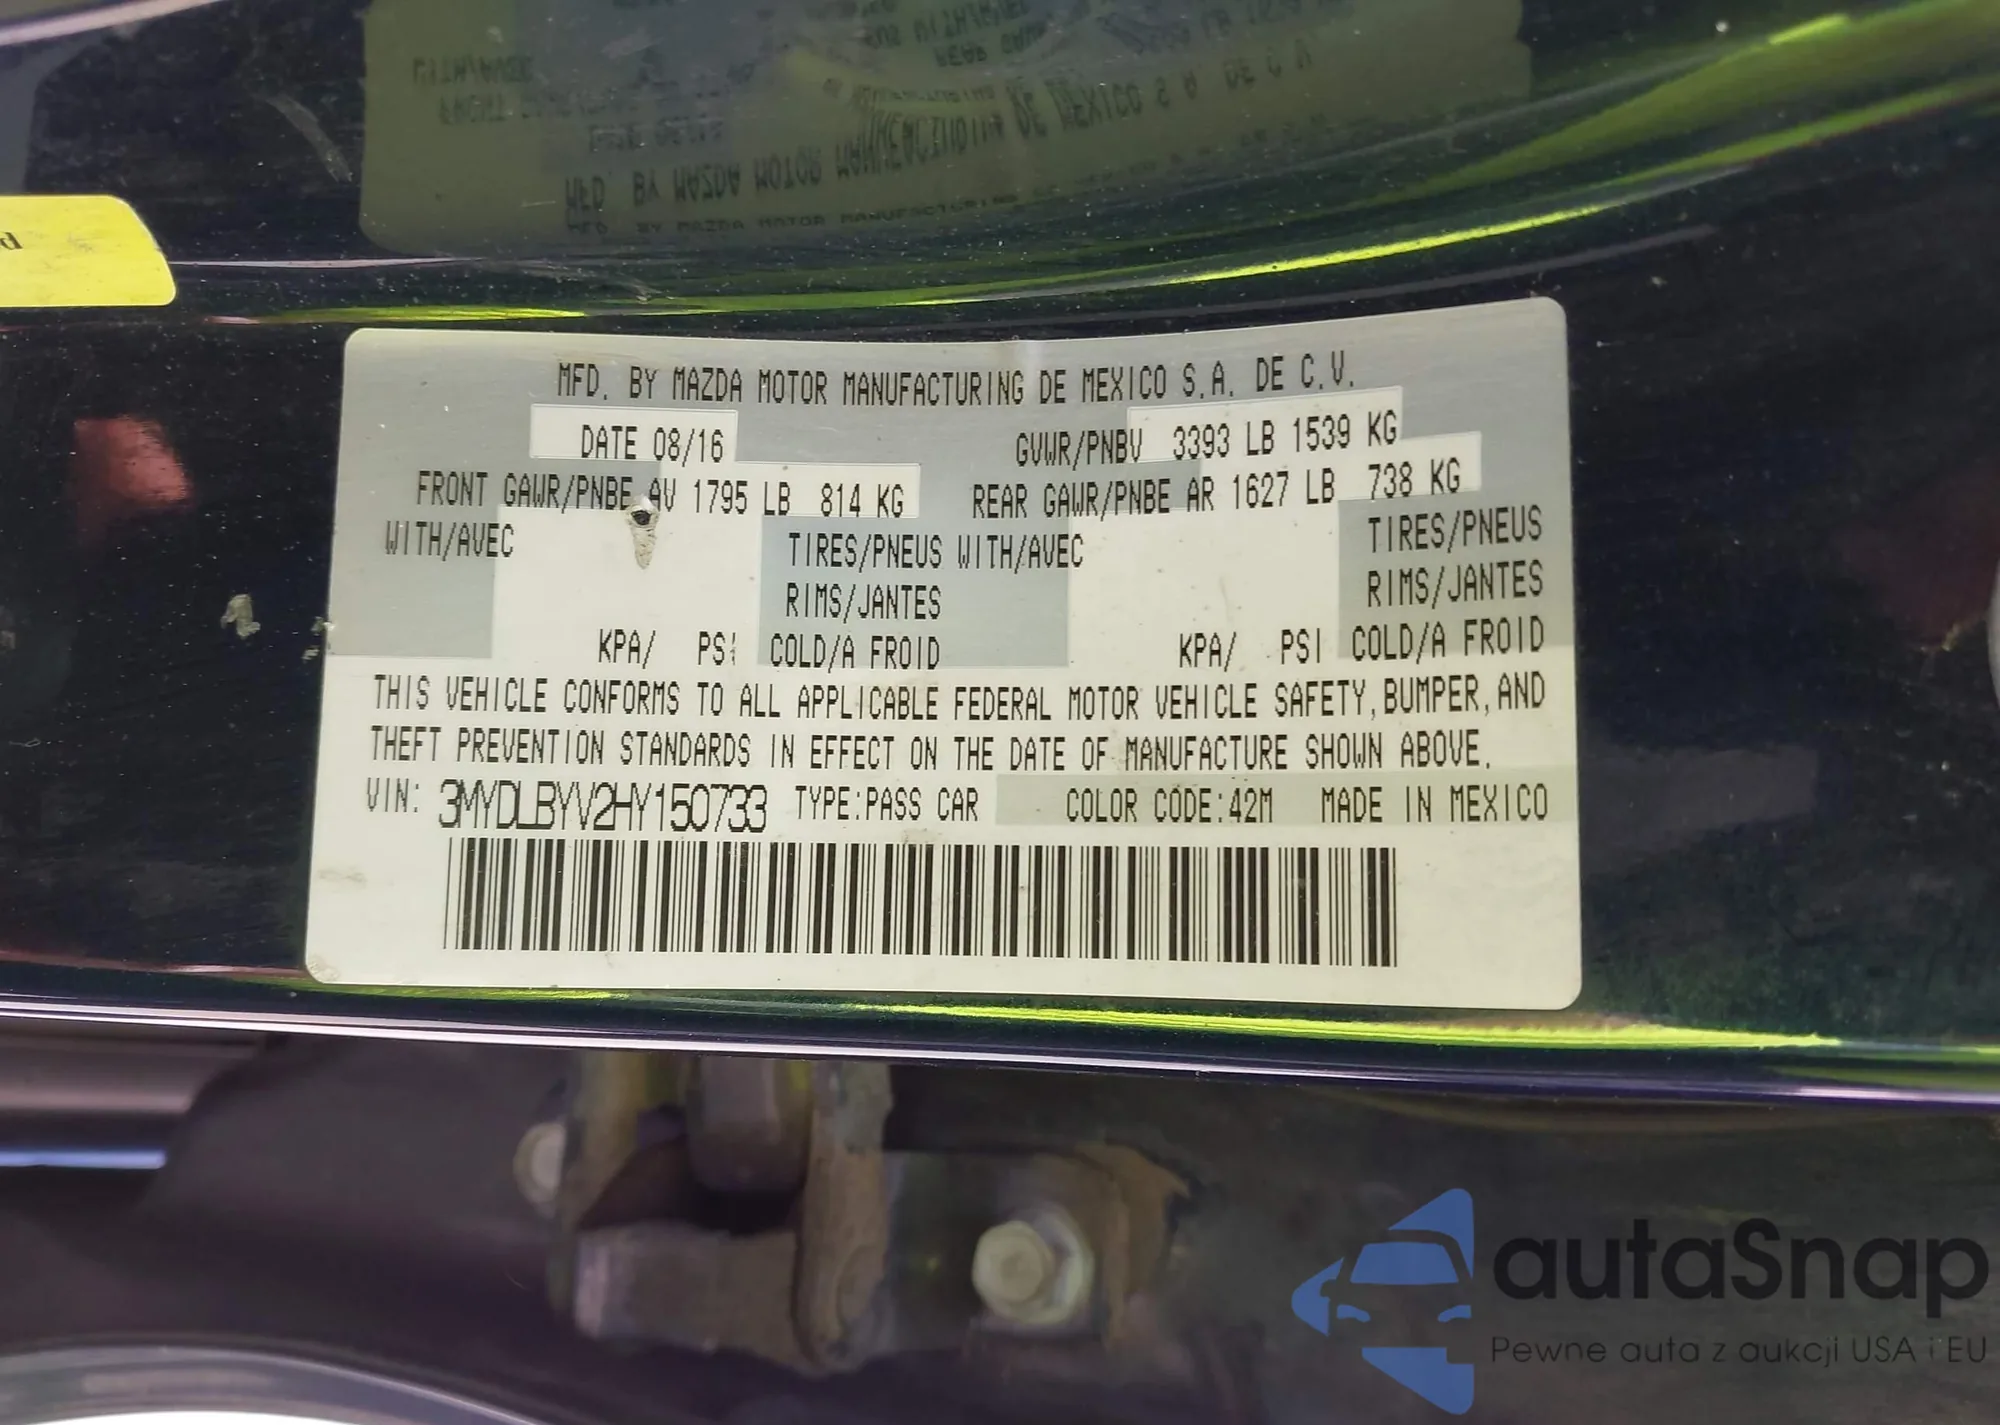 MFD. BY MAZDA MOTOR MANUFACTURING DE MEXICO S.A. DE C.V.
DATE 08/16 GVWR/PNBV 3393 LB 1539 KG
FRONT GAWR/PNBE AV 1795 LB 814 KG REAR GAWR/PNBE AR 1627 LB 738 KG
WITH/AVEC TIRES/PNEUS WITH/AVEC TIRES/PNEUS
RIMS/JANTES RIMS/JANTES
KPA/ PSI COLD/A FROID KPA/ PSI COLD/A FROID
THIS VEHICLE CONFORMS TO ALL APPLICABLE FEDERAL MOTOR VEHICLE SAFETY, BUMPER, AND
THEFT PREVENTION STANDARDS IN EFFECT ON THE DATE OF MANUFACTURE SHOWN ABOVE.
VIN: 3MYDLBYV2HY150733 TYPE:PASS CAR COLOR CODE:42M MADE IN MEXICO
autaSnap
Pewne auta z aukcji USA i EU